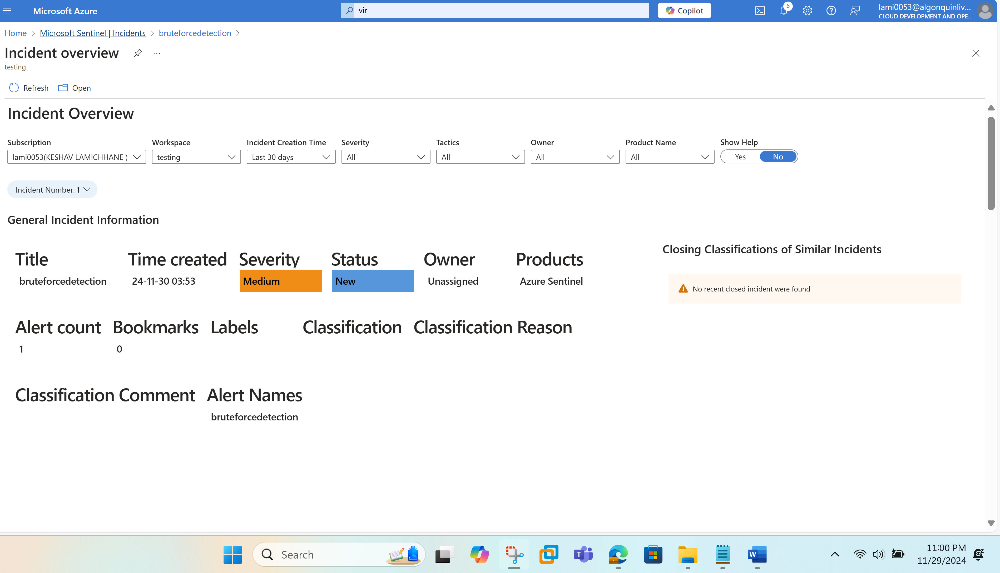 Microsoft Azure
vir
Copilot
6
lami0053@algonquinliv...
CLOUD DEVELOPMENT AND OPE...
Home > Microsoft Sentinel | Incidents > bruteforcedetection >
Incident overview
...
testing
Refresh
Open
Incident Overview
Subscription Workspace Incident Creation Time Severity Tactics Owner Product Name Show Help
lami0053(KESHAV LAMICHHANE ) testing Last 30 days All All All All Yes No
Incident Number: 1
General Incident Information
Closing Classifications of Similar Incidents
Title Time created Severity Status Owner Products
bruteforcedetection 24-11-30 03:53 Medium New Unassigned Azure Sentinel
No recent closed incident were found
Alert count Bookmarks Labels Classification Classification Reason
1 0
Classification Comment Alert Names
bruteforcedetection
Search
11:00 PM
11/29/2024